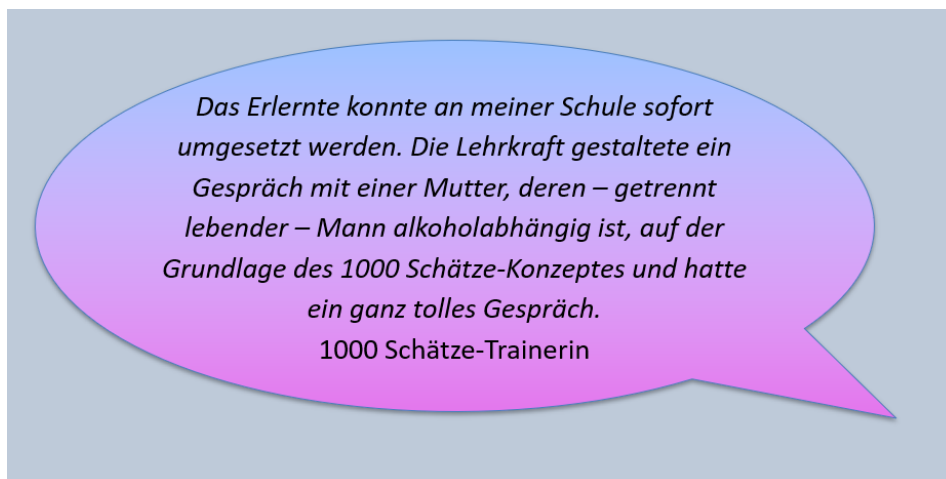 Das Erlernte konnte an meiner Schule sofort
umgesetzt werden. Die Lehrkraft gestaltete ein
Gespräch mit einer Mutter, deren – getrennt
lebender – Mann alkoholabhängig ist, auf der
Grundlage des 1000 Schätze-Konzeptes und hatte
ein ganz tolles Gespräch.
1000 Schätze-Trainerin